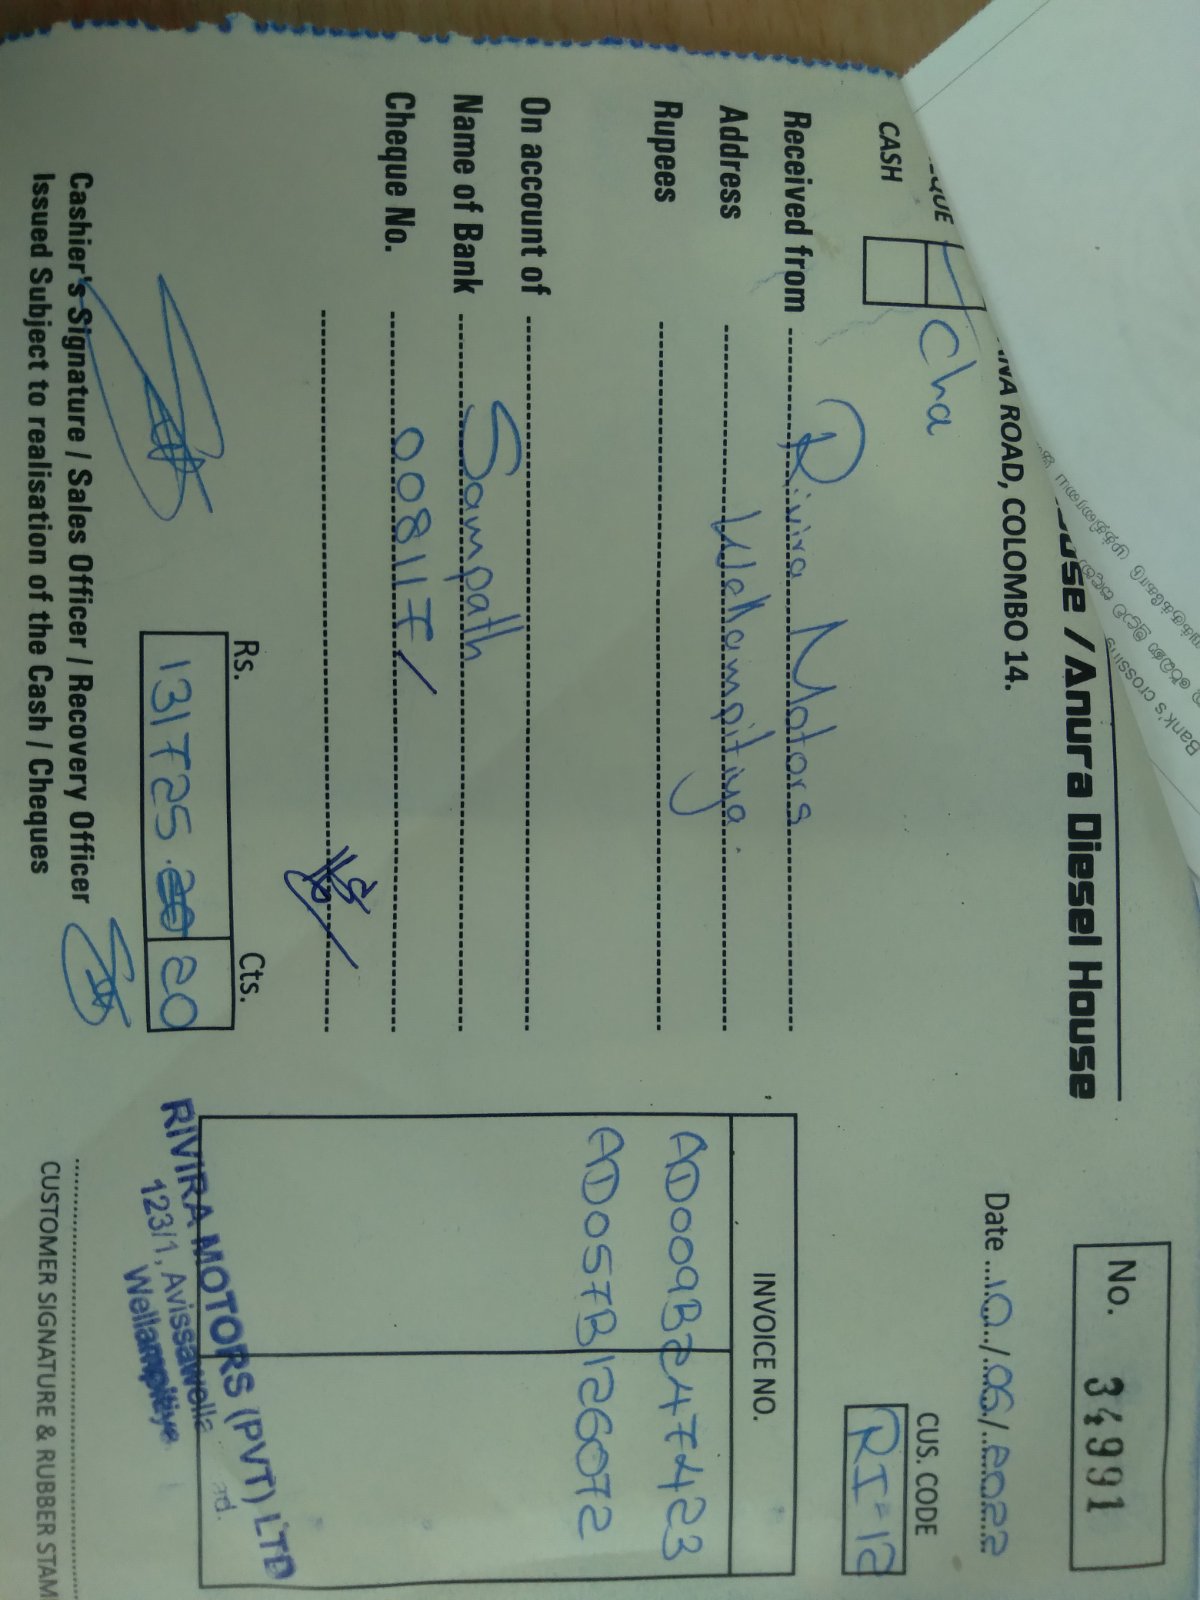 use / Anura Diesel House
NNA ROAD, COLOMBO 14.
No. 34991
Date 10/05/2022
QUE Cha
CASH
CUS. CODE
RI-12
Received from Rivira Motors
Address Wellampitiya.
Rupees
On account of
Name of Bank Sampath
Cheque No. 008117/
INVOICE NO.
AD009B247423
AD057B126072
Rs. Cts.
131725.20 20
Cashier's Signature / Sales Officer / Recovery Officer
Issued Subject to realisation of the Cash / Cheques
RIVIRA MOTORS (PVT) LTD
123/1, Avissawella
Wellampitiya
CUSTOMER SIGNATURE & RUBBER STAM
Bank's crossing